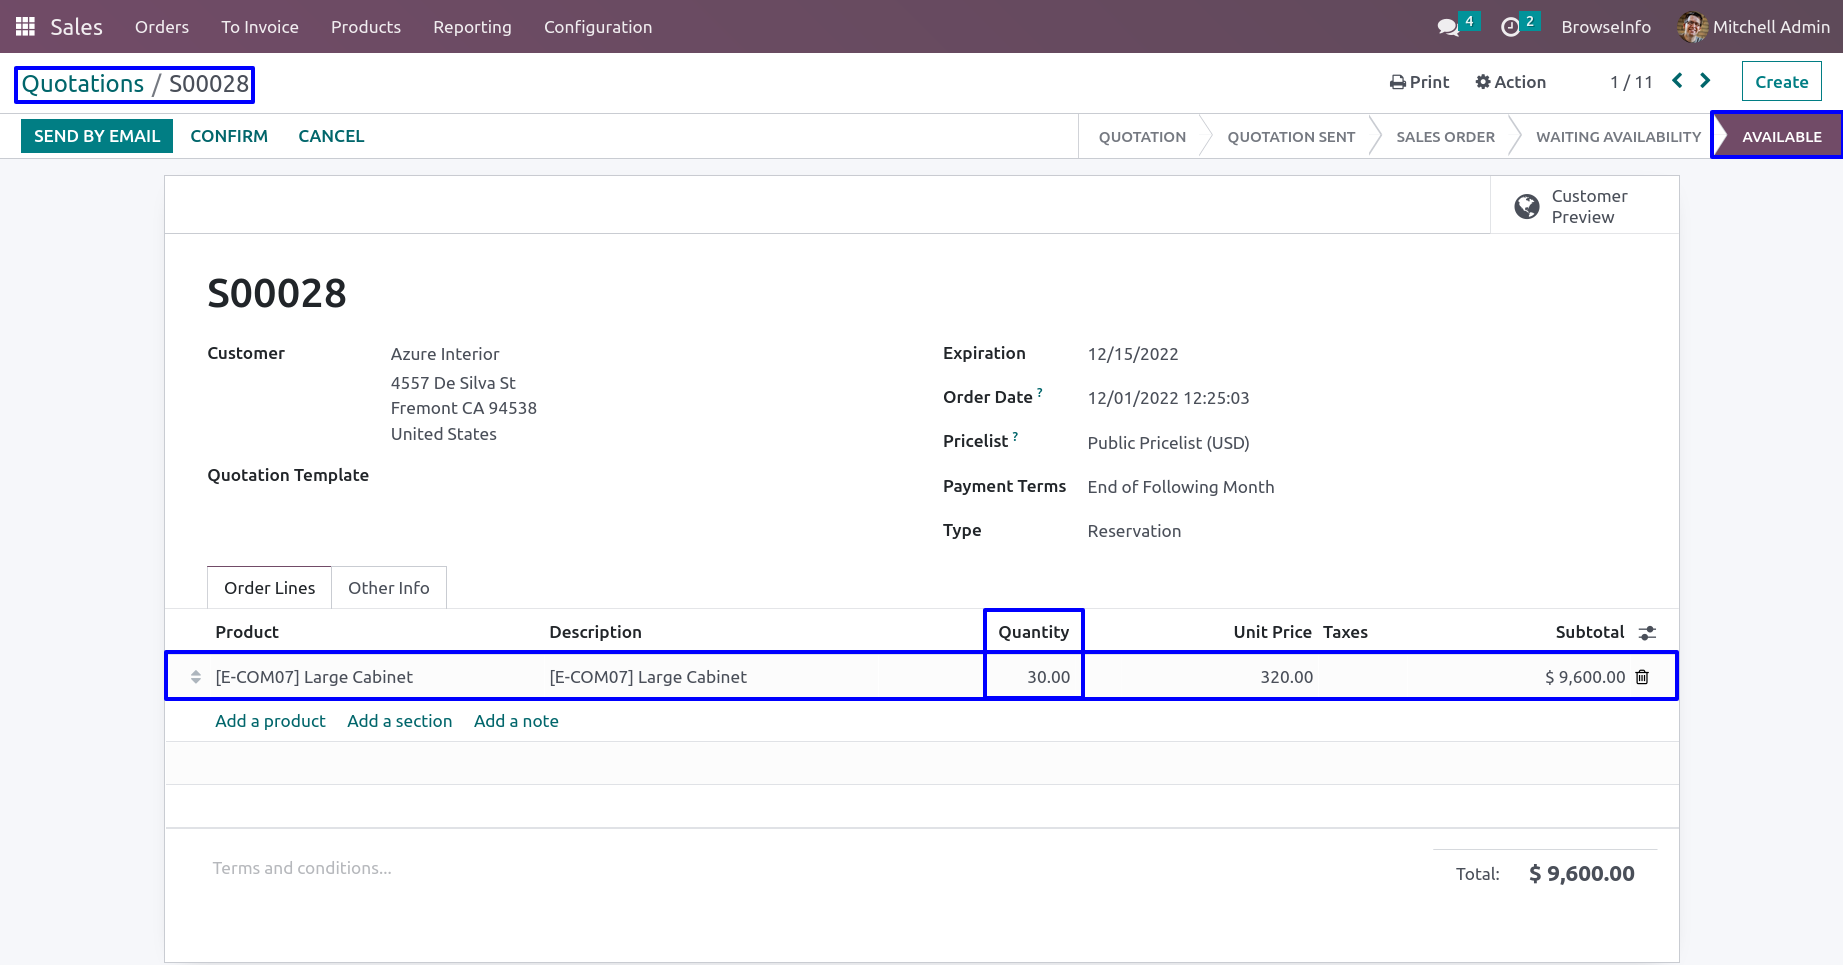 Sales Orders To Invoice Products Reporting Configuration 4 2 BrowseInfo Mitchell Admin
Quotations / S00028 Print Action 1 / 11 Create
SEND BY EMAIL CONFIRM CANCEL QUOTATION QUOTATION SENT SALES ORDER WAITING AVAILABILITY AVAILABLE
Customer
Preview
S00028
Customer Azure Interior
4557 De Silva St
Fremont CA 94538
United States
Quotation Template
Expiration 12/15/2022
Order Date ? 12/01/2022 12:25:03
Pricelist ? Public Pricelist (USD)
Payment Terms End of Following Month
Type Reservation
Order Lines Other Info
Product Description Quantity Unit Price Taxes Subtotal
[E-COM07] Large Cabinet [E-COM07] Large Cabinet 30.00 320.00 $ 9,600.00
Add a product Add a section Add a note
Terms and conditions...
Total: $ 9,600.00